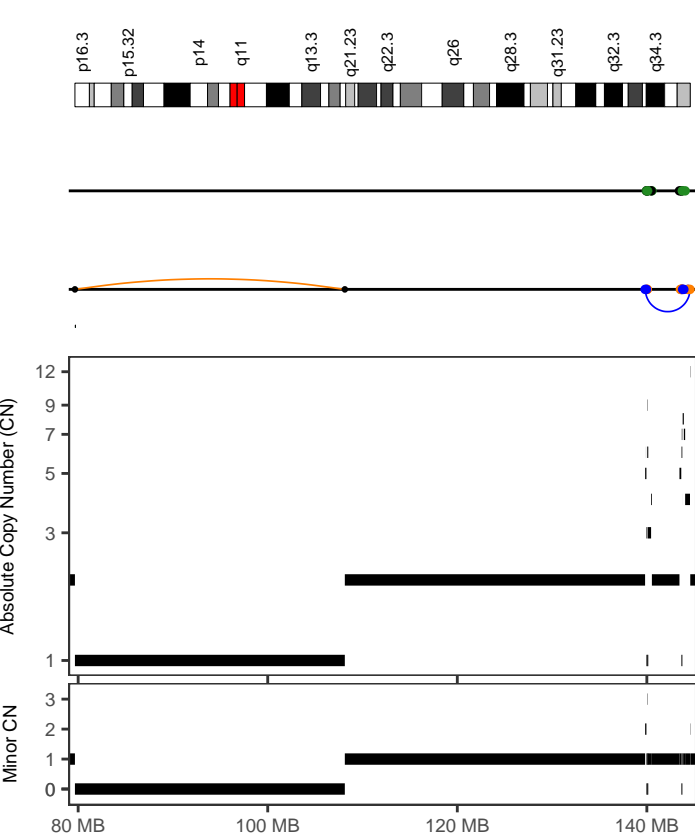 p16.3 p15.32 p14 q11 q13.3 q21.23 q22.3 q26 q28.3 q31.23 q32.3 q34.3
Absolute Copy Number (CN)
12
9
7
5
3
1
Minor CN
3
2
1
0
80 MB 100 MB 120 MB 140 MB